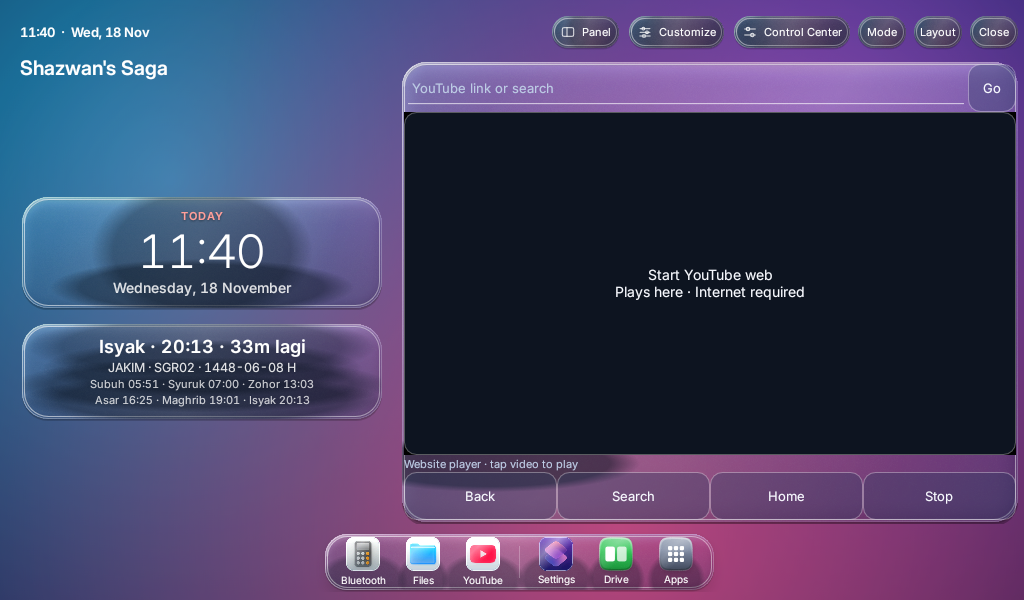 11:40 · Wed, 18 Nov
Panel
Customize
Control Center
Mode
Layout
Close
Shazwan's Saga
YouTube link or search
Go
TODAY
11:40
Wednesday, 18 November
Isyak · 20:13 · 33m lagi
JAKIM · SGR02 · 1448-06-08 H
Subuh 05:51 · Syuruk 07:00 · Zohor 13:03
Asar 16:25 · Maghrib 19:01 · Isyak 20:13
Start YouTube web
Plays here · Internet required
Website player · tap video to play
Back
Search
Home
Stop
Bluetooth
Files
YouTube
Settings
Drive
Apps